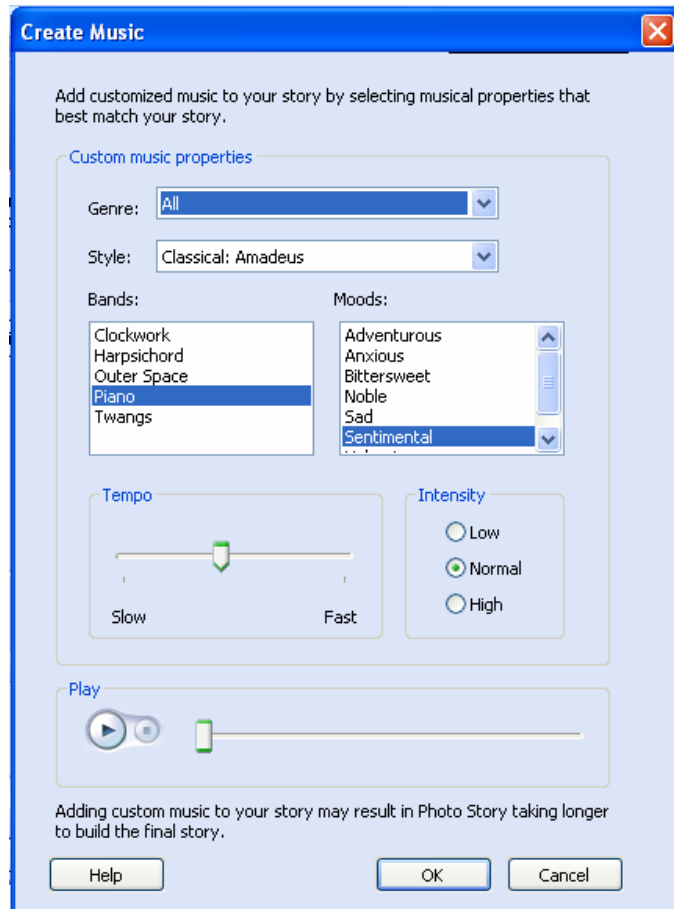 Create Music
Add customized music to your story by selecting musical properties that
best match your story.
Custom music properties
Genre: All
Style: Classical: Amadeus
Bands: Moods:
Clockwork Adventurous
Harpsichord Anxious
Outer Space Bittersweet
Piano Noble
Twangs Sad
Sentimental
Tempo Intensity
Low
Normal
High
Slow Fast
Play
Adding custom music to your story may result in Photo Story taking longer
to build the final story.
Help OK Cancel